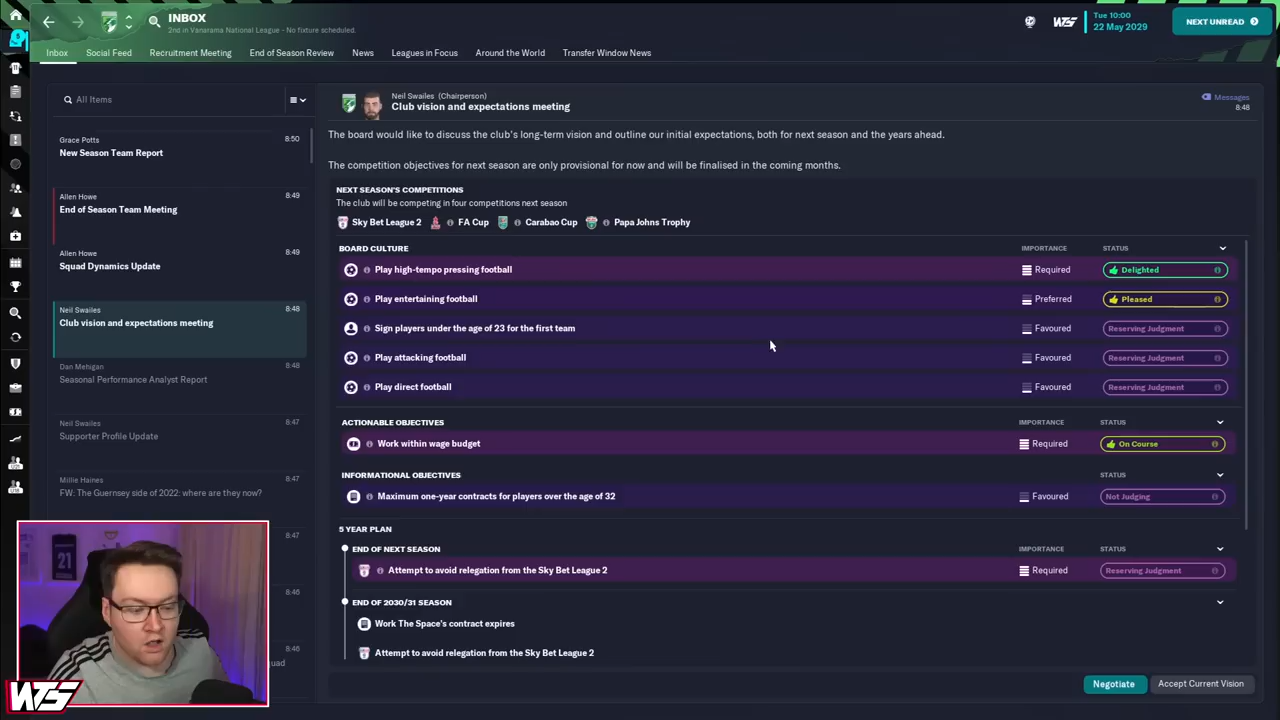 INBOX
2nd in Vanarama National League - No fixture scheduled.
WTS
Tue 10:00
22 May 2029
NEXT UNREAD
Inbox
Social Feed
Recruitment Meeting
End of Season Review
News
Leagues in Focus
Around the World
Transfer Window News
All Items
Grace Potts
8:50
New Season Team Report
Allen Howe
8:49
End of Season Team Meeting
Allen Howe
8:49
Squad Dynamics Update
Neil Swailes
8:48
Club vision and expectations meeting
Dan Mehigan
8:48
Seasonal Performance Analyst Report
Neil Swailes
8:47
Supporter Profile Update
Millie Haines
8:47
FW: The Guernsey side of 2022: where are they now?
8:47
8:46
8:46
Neil Swailes (Chairperson)
Club vision and expectations meeting
Messages
8:48
The board would like to discuss the club's long-term vision and outline our initial expectations, both for next season and the years ahead.
The competition objectives for next season are only provisional for now and will be finalised in the coming months.
NEXT SEASON'S COMPETITIONS
The club will be competing in four competitions next season
Sky Bet League 2
FA Cup
Carabao Cup
Papa Johns Trophy
BOARD CULTURE
IMPORTANCE
STATUS
Play high-tempo pressing football
Required
Delighted
Play entertaining football
Preferred
Pleased
Sign players under the age of 23 for the first team
Favoured
Reserving Judgment
Play attacking football
Favoured
Reserving Judgment
Play direct football
Favoured
Reserving Judgment
ACTIONABLE OBJECTIVES
IMPORTANCE
STATUS
Work within wage budget
Required
On Course
INFORMATIONAL OBJECTIVES
STATUS
Maximum one-year contracts for players over the age of 32
Favoured
Not Judging
5 YEAR PLAN
END OF NEXT SEASON
IMPORTANCE
STATUS
Attempt to avoid relegation from the Sky Bet League 2
Required
Reserving Judgment
END OF 2030/31 SEASON
Work The Space's contract expires
Attempt to avoid relegation from the Sky Bet League 2
Negotiate
Accept Current Vision
21
WTS